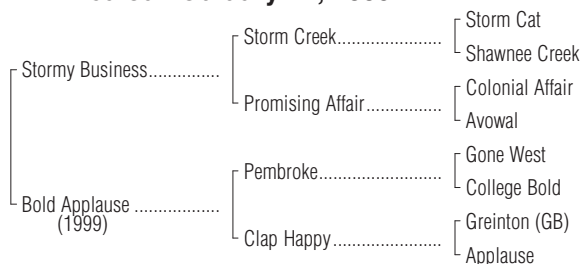 Storm Cat
Storm Creek
Shawnee Creek
Stormy Business
Colonial Affair
Promising Affair
Avowal
Gone West
Pembroke
College Bold
Bold Applause
(1999)
Greinton (GB)
Clap Happy
Applause